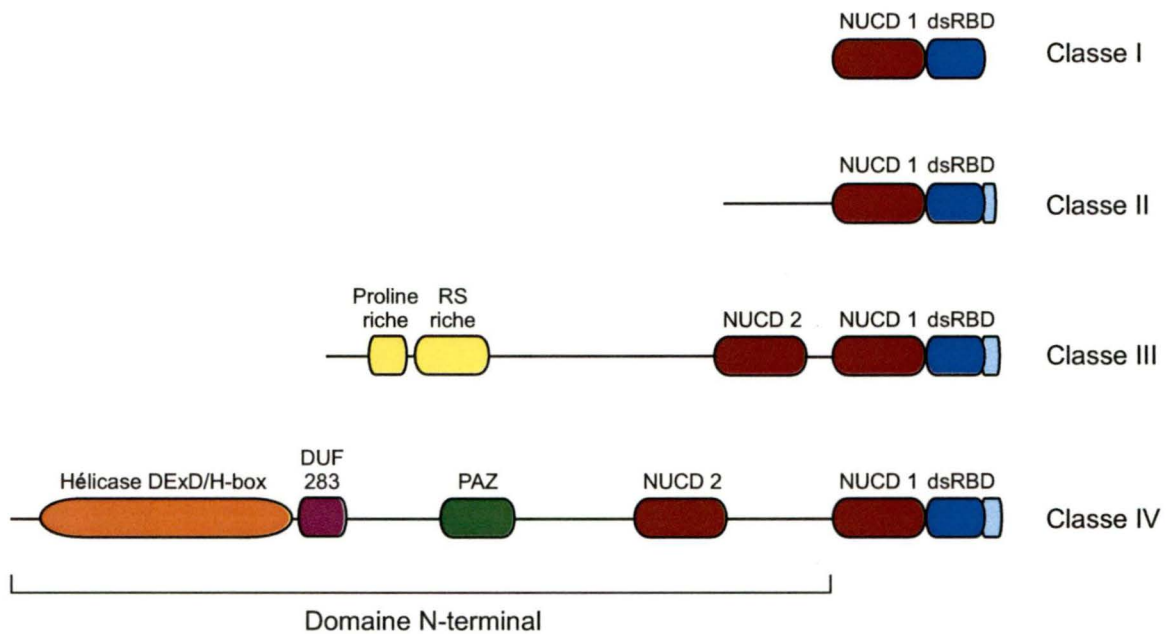 NUCD 1 dsRBD
Classe I
NUCD 1 dsRBD
Classe II
Proline
riche
RS
riche
NUCD 2
NUCD 1 dsRBD
Classe III
Hélicase DExD/H-box
DUF
283
PAZ
NUCD 2
NUCD 1 dsRBD
Classe IV
Domaine N-terminal